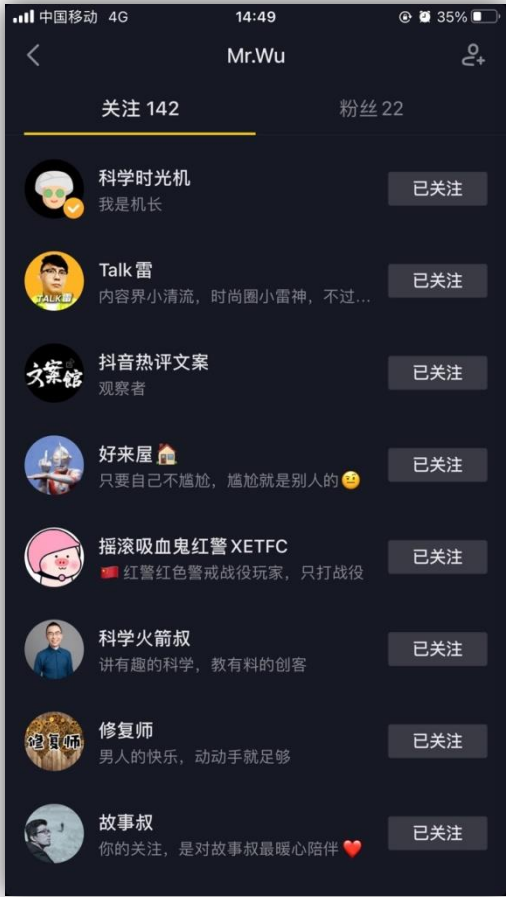 中国移动 4G 14:49 35%
Mr.Wu
关注 142 粉丝 22
科学时光机 已关注
我是机长
Talk 雷 已关注
TALK雷
内容界小清流，时尚圈小雷神，不过...
抖音热评文案 已关注
文案馆
观察者
好来屋🏠 已关注
只要自己不尴尬，尴尬就是别人的🤨
摇滚吸血鬼红警 XETFC 已关注
🇨🇳 红警红色警戒战役玩家，只打战役
科学火箭叔 已关注
讲有趣的科学，教有料的创客
修复师 已关注
修复师
男人的快乐，动动手就足够
故事叔 已关注
你的关注，是对故事叔最暖心陪伴❤️